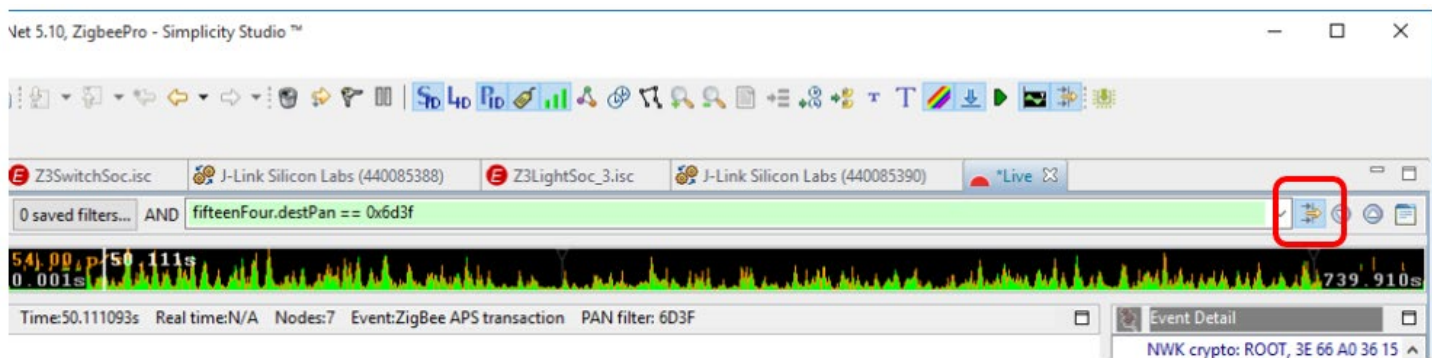 Net 5.10, ZigbeePro - Simplicity Studio ™
Z3SwitchSoc.isc J-Link Silicon Labs (440085388) Z3LightSoc_3.isc J-Link Silicon Labs (440085390) *Live
0 saved filters... AND fifteenFour.destPan == 0x6d3f
50.111s
0.001s 739.910s
Time:50.111093s Real time:N/A Nodes:7 Event:ZigBee APS transaction PAN filter: 6D3F Event Detail
NWK crypto: ROOT, 3E 66 A0 36 15